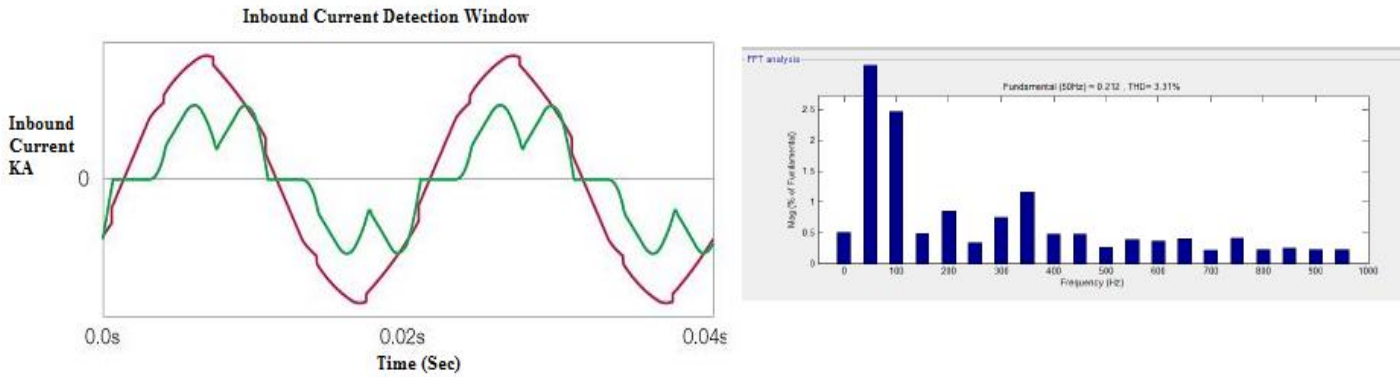 Inbound Current Detection Window
Inbound
Current
KA
0
0.0s
0.02s
0.04s
Time (Sec)
FFT analysis
Fundamental (50Hz) = 0.212 , THD= 3.31%
Mag (% of Fundamental)
2.5
2
1.5
1
0.5
0
0
100
200
300
400
500
600
700
800
900
1000
Frequency (Hz)